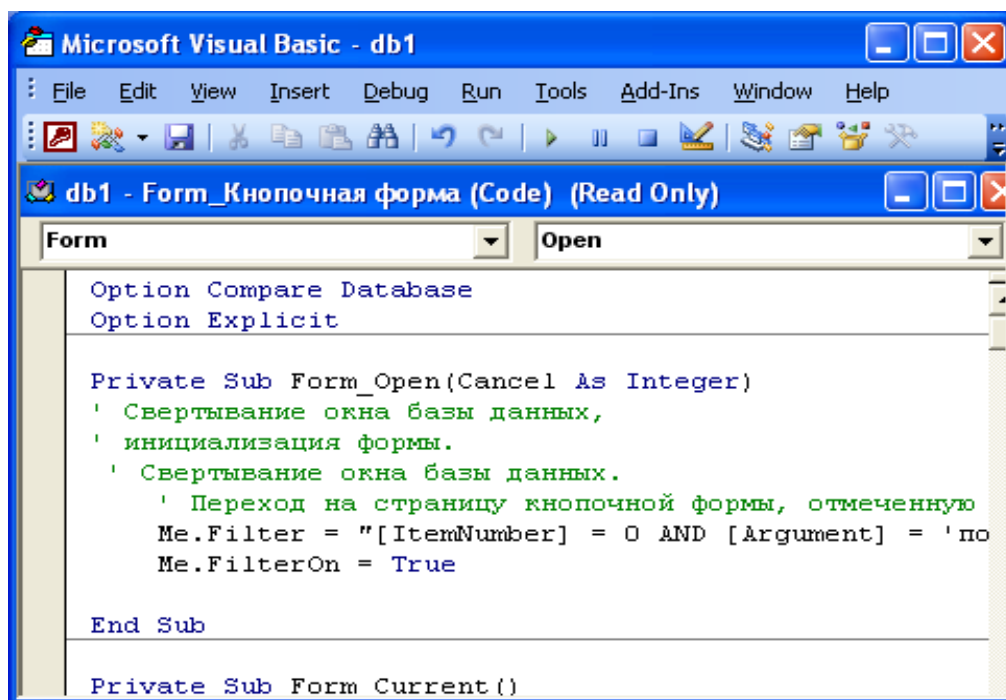 Microsoft Visual Basic - db1
File Edit View Insert Debug Run Tools Add-Ins Window Help
db1 - Form_Кнопочная форма (Code) (Read Only)
Form Open
Option Compare Database
Option Explicit
Private Sub Form_Open(Cancel As Integer)
' Свертывание окна базы данных,
' инициализация формы.
' Свертывание окна базы данных.
' Переход на страницу кнопочной формы, отмеченную
Me.Filter = "[ItemNumber] = 0 AND [Argument] = 'по
Me.FilterOn = True
End Sub
Private Sub Form_Current()